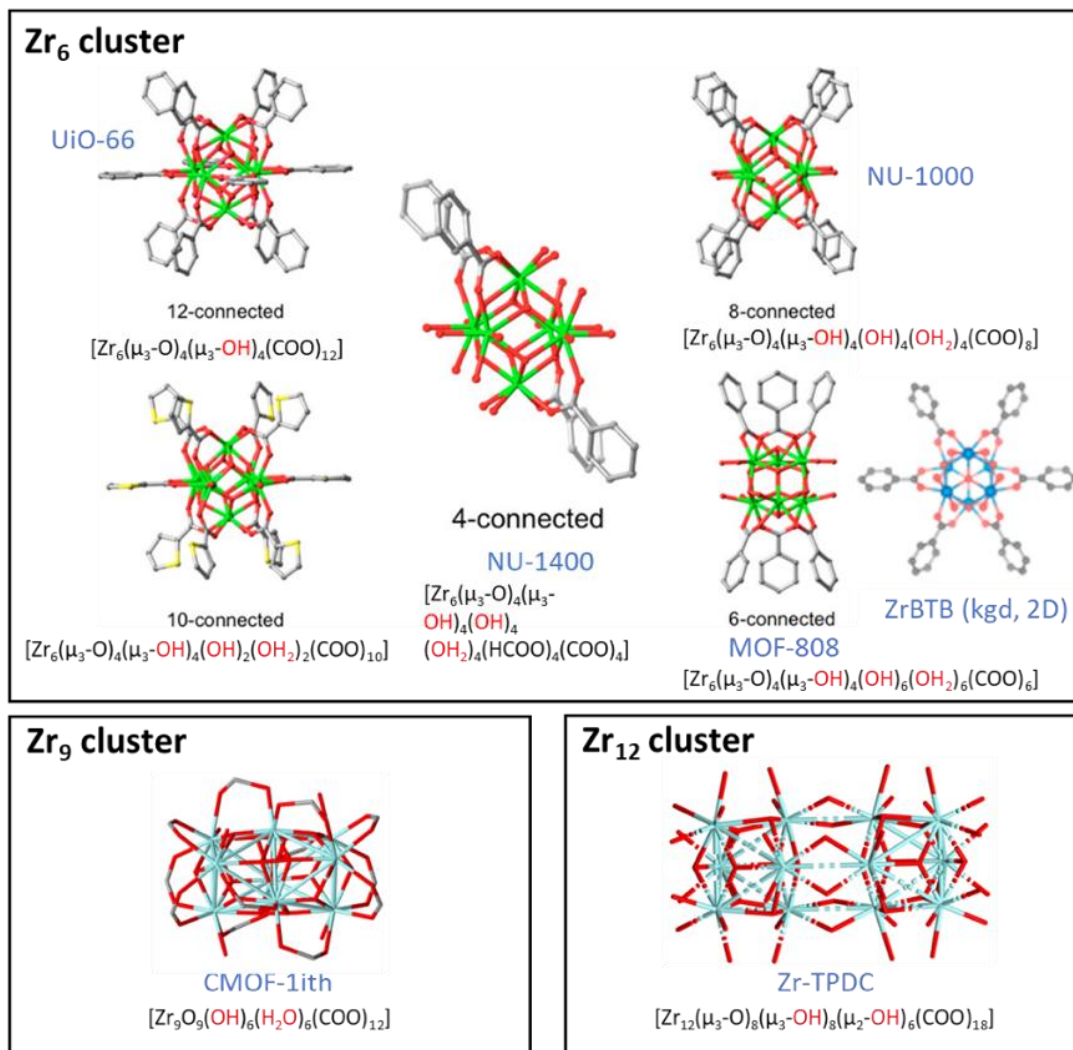 Zr₆ cluster
UiO-66
12-connected
[Zr₆(μ₃-O)₄(μ₃-OH)₄(COO)₁₂]
NU-1000
8-connected
[Zr₆(μ₃-O)₄(μ₃-OH)₄(OH)₄(OH₂)₄(COO)₈]
10-connected
[Zr₆(μ₃-O)₄(μ₃-OH)₄(OH)₂(OH₂)₂(COO)₁₀]
4-connected
NU-1400
[Zr₆(μ₃-O)₄(μ₃-
OH)₄(OH)₄
(OH₂)₄(HCOO)₄(COO)₄]
6-connected
MOF-808
ZrBTB (kgd, 2D)
[Zr₆(μ₃-O)₄(μ₃-OH)₄(OH)₆(OH₂)₆(COO)₆]
Zr₉ cluster
CMOF-1ith
[Zr₉O₉(OH)₆(H₂O)₆(COO)₁₂]
Zr₁₂ cluster
Zr-TPDC
[Zr₁₂(μ₃-O)₈(μ₃-OH)₈(μ₂-OH)₆(COO)₁₈]